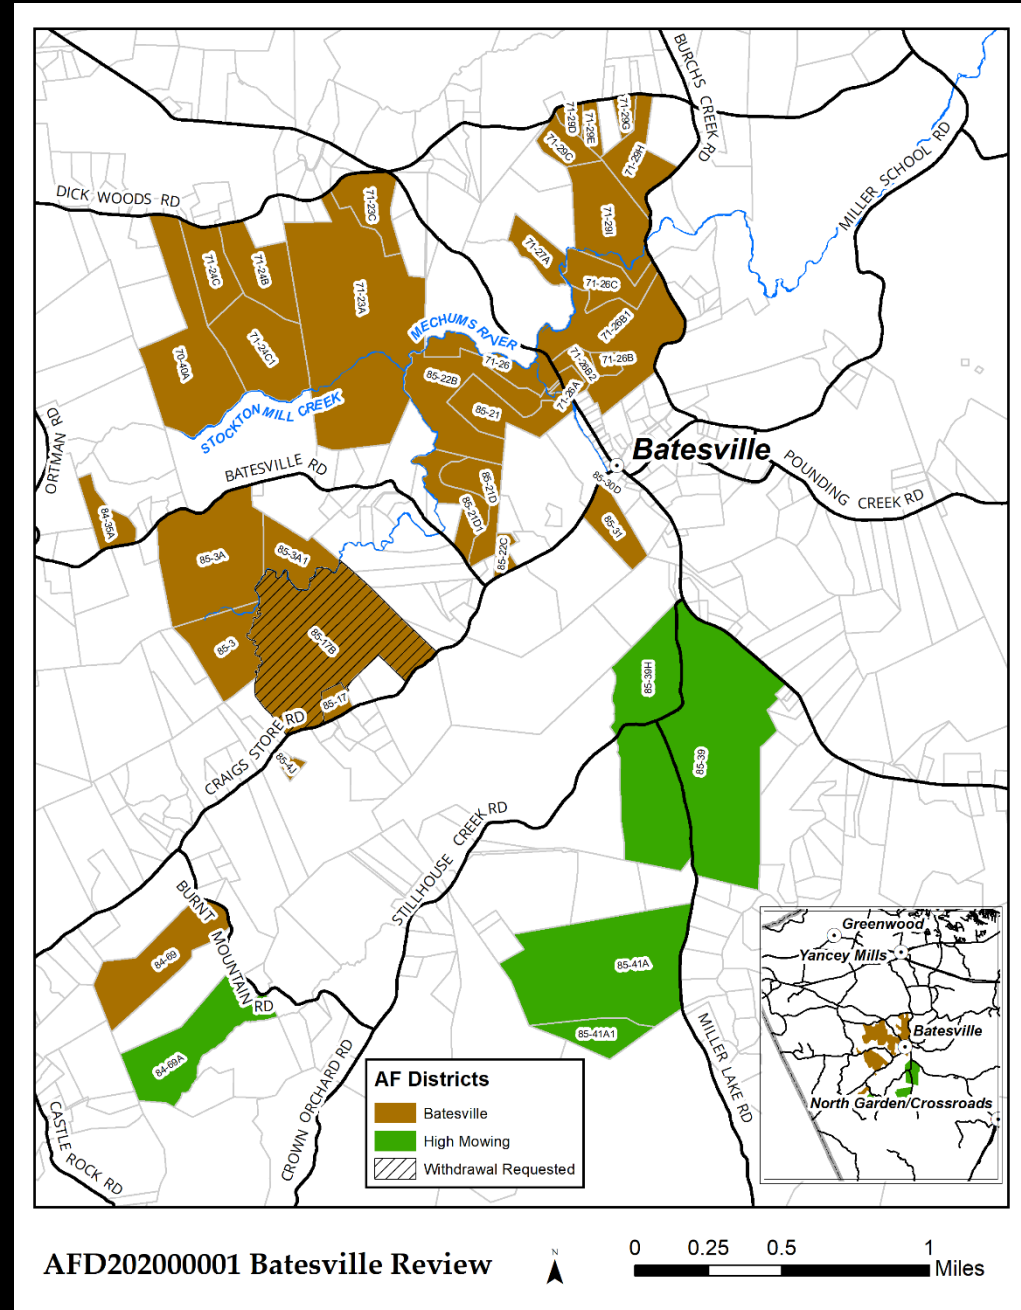 BURCHS CREEK RD
MILLER SCHOOL RD
DICK WOODS RD
71-29D
71-29E
71-29G
71-29C
71-29H
71-23C
71-29I
71-27A
71-24C
71-24B
71-23A
71-26C
71-26B1
MECHUMS RIVER
71-24C1
70-40A
71-26
71-26B2
71-26B
85-22B
71-26A
85-21
STOCKTON MILL CREEK
ORTMAN RD
Batesville
BATESVILLE RD
POUNDING CREEK RD
85-30D
85-21D
85-21D1
84-35A
85-31
85-3A
85-3A1
85-22C
85-3
85-17B
85-39H
85-17
CRAIGS STORE RD
85-4J
85-39
STILLHOUSE CREEK RD
BURNT MOUNTAIN RD
84-69
85-41A
85-41A1
84-69A
CASTLE ROCK RD
CROWN ORCHARD RD
MILLER LAKE RD
Greenwood
Yancey Mills
Batesville
North Garden/Crossroads
AF Districts
Batesville
High Mowing
Withdrawal Requested
AFD202000001 Batesville Review
N
0 0.25 0.5 1
Miles